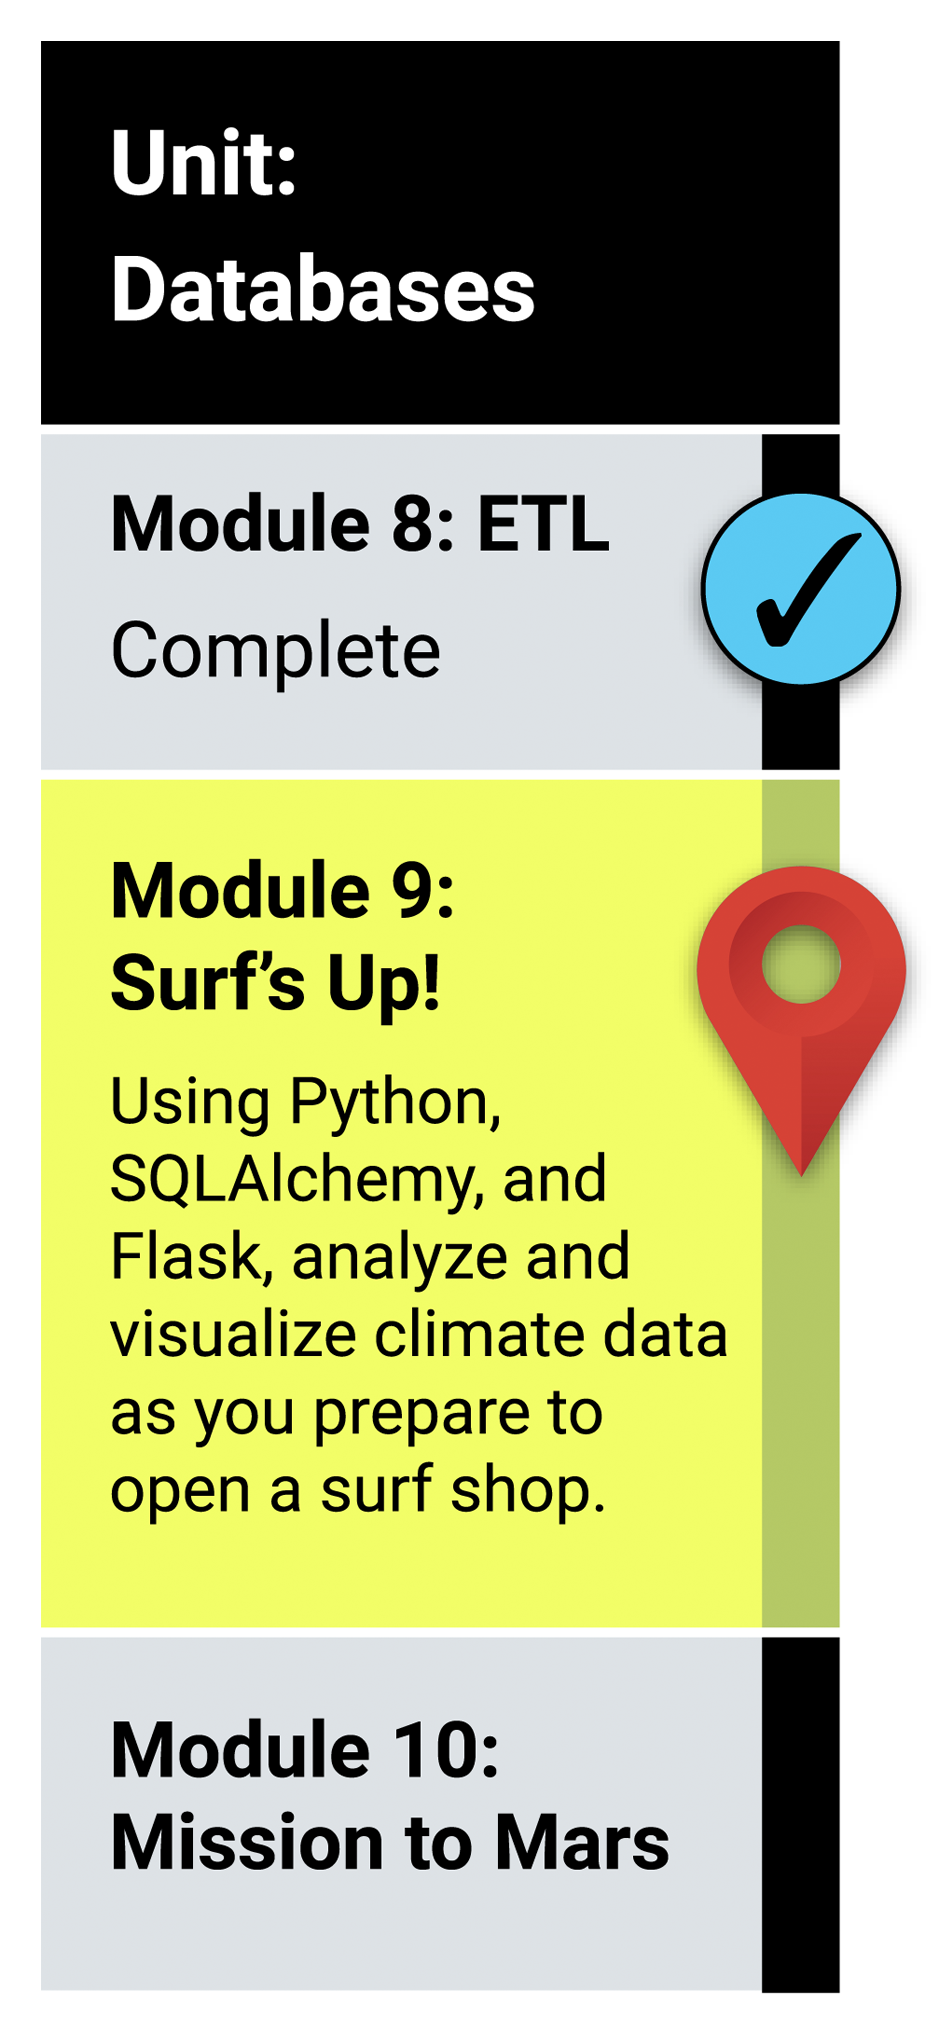 Unit:
Databases
Module 8: ETL
Complete
Module 9:
Surf’s Up!
Using Python,
SQLAlchemy, and
Flask, analyze and
visualize climate data
as you prepare to
open a surf shop.
Module 10:
Mission to Mars